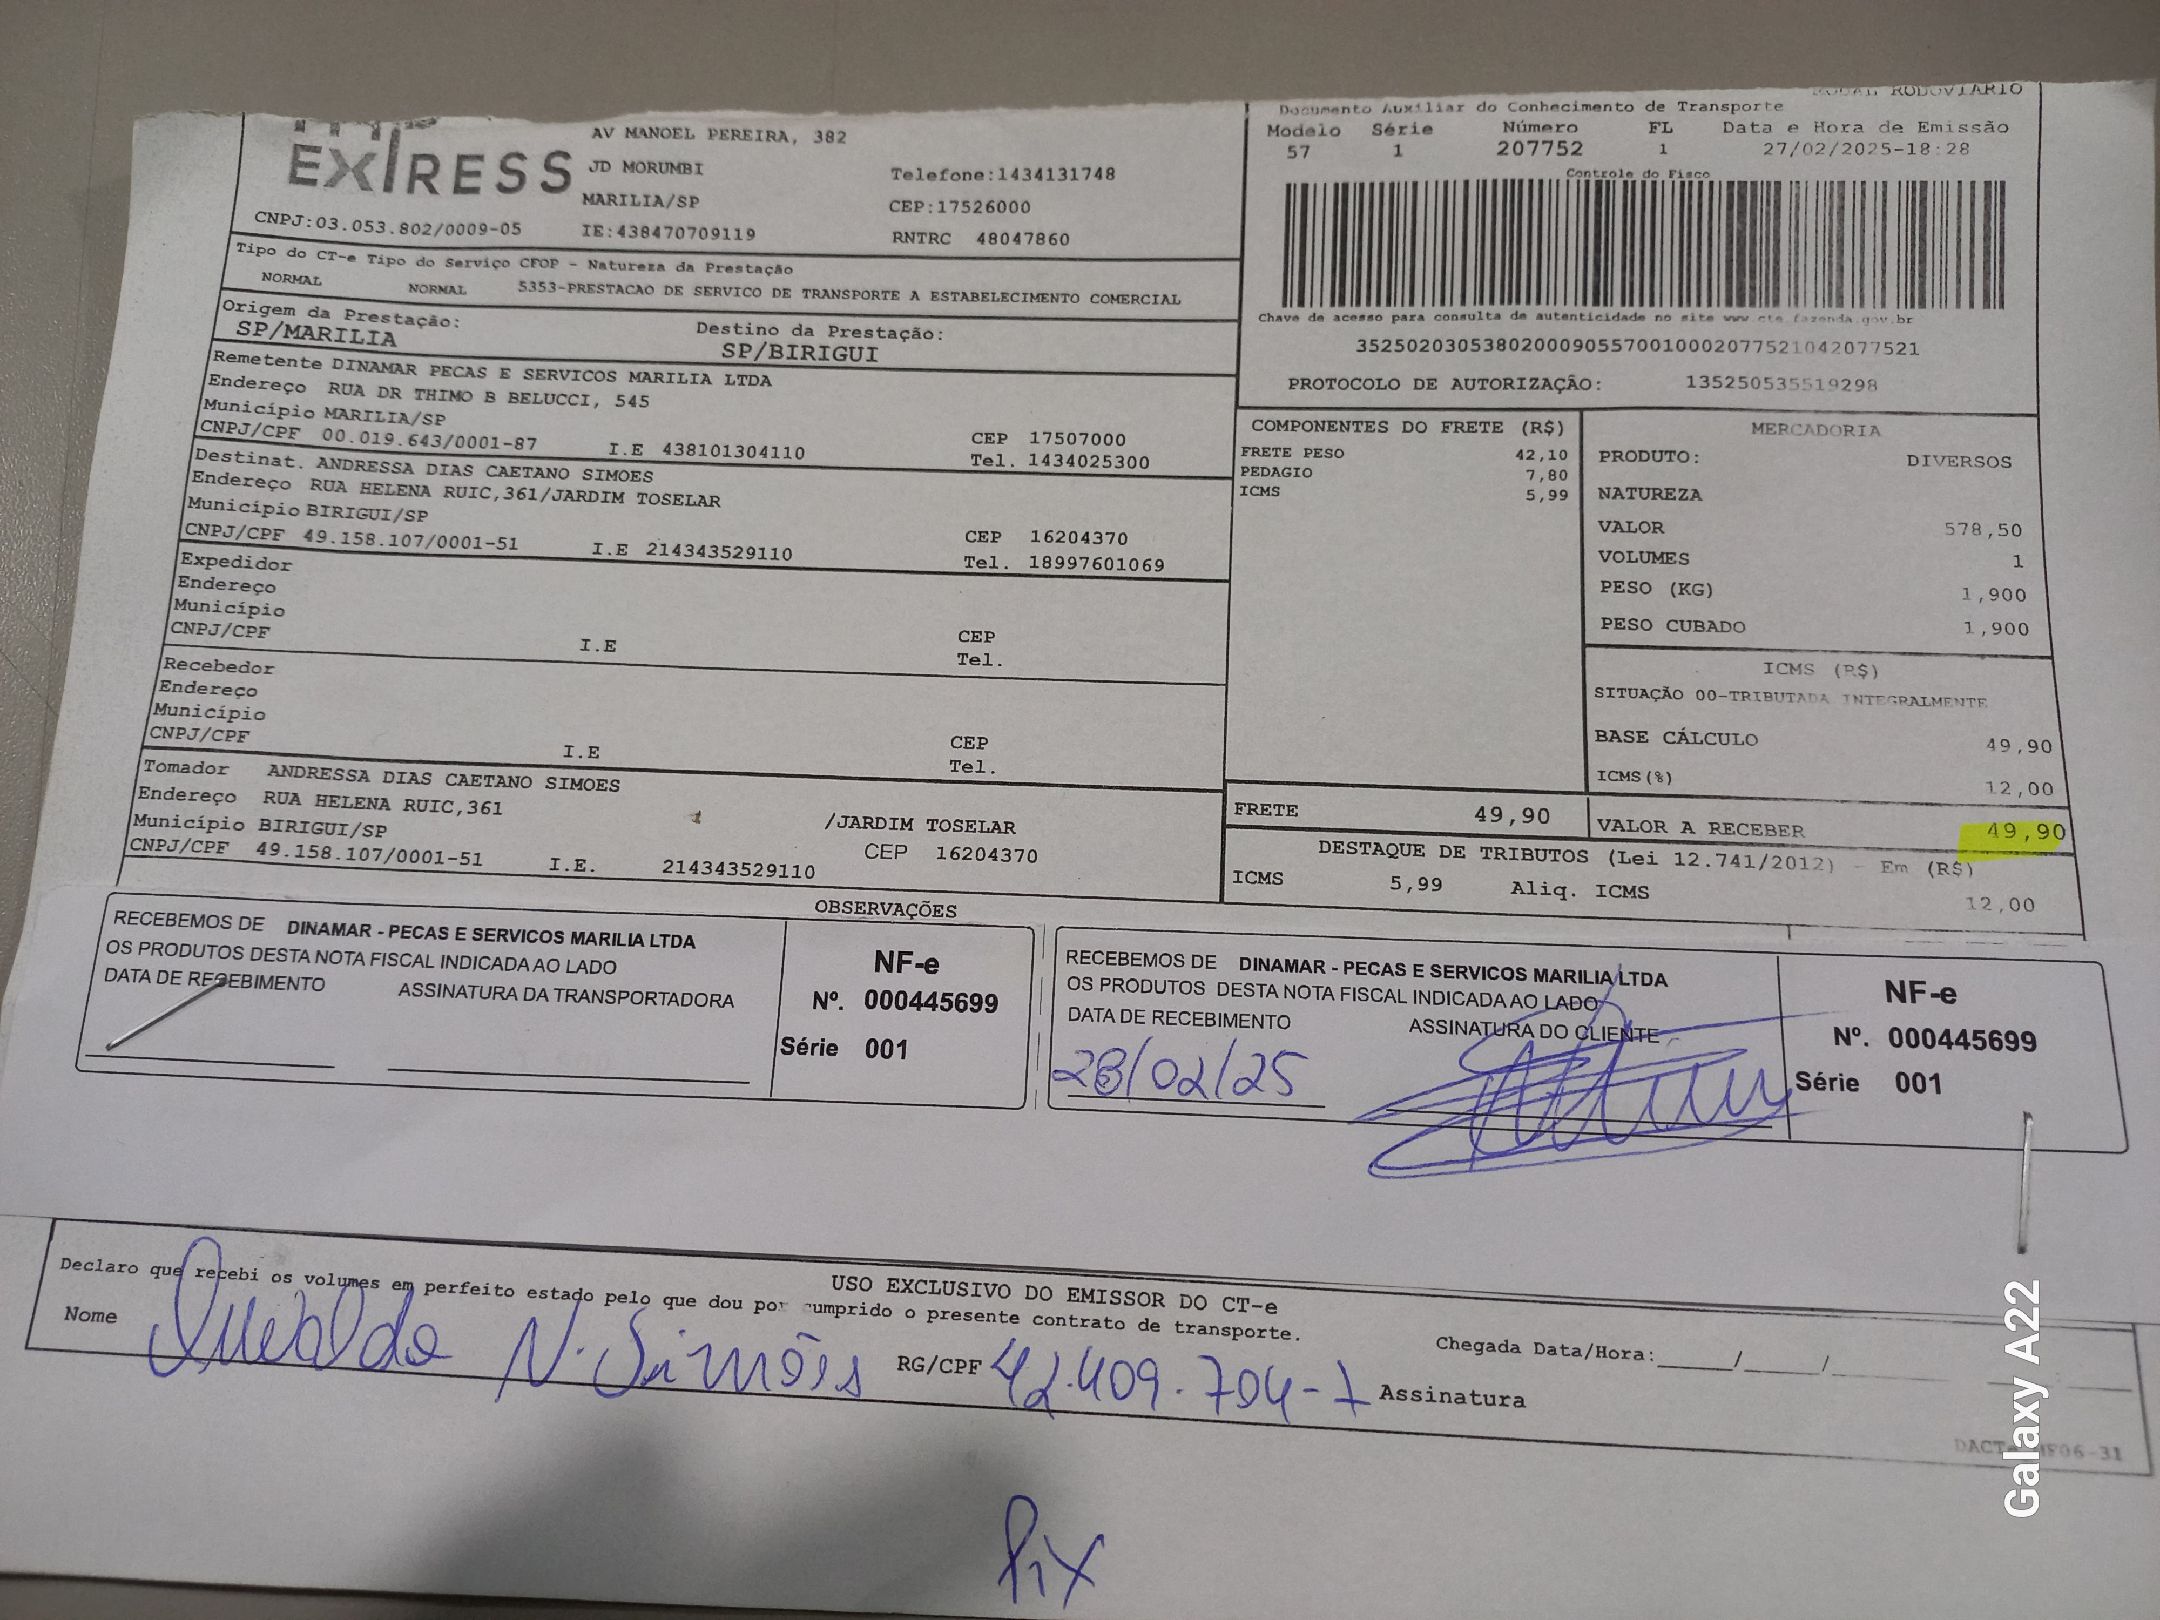 EXPRESS
AV MANOEL PEREIRA, 382
JD MORUMBI
MARILIA/SP
Telefone:1434131748
CEP:17526000
CNPJ:03.053.802/0009-05 IE:438470709119 RNTRC 48047860
Tipo do CT-e Tipo do Serviço CFOP - Natureza da Prestação
NORMAL NORMAL 5353-PRESTACAO DE SERVICO DE TRANSPORTE A ESTABELECIMENTO COMERCIAL
Origem da Prestação: Destino da Prestação:
SP/MARILIA SP/BIRIGUI
Remetente DINAMAR PECAS E SERVICOS MARILIA LTDA
Endereço RUA DR THIMO B BELUCCI, 545
Município MARILIA/SP CEP 17507000
CNPJ/CPF 00.019.643/0001-87 I.E 438101304110 Tel. 1434025300
Destinat. ANDRESSA DIAS CAETANO SIMOES
Endereço RUA HELENA RUIC,361/JARDIM TOSELAR
Município BIRIGUI/SP CEP 16204370
CNPJ/CPF 49.158.107/0001-51 I.E 214343529110 Tel. 18997601069
Expedidor
Endereço
Município CEP
CNPJ/CPF I.E Tel.
Recebedor
Endereço
Município CEP
CNPJ/CPF I.E Tel.
Tomador ANDRESSA DIAS CAETANO SIMOES
Endereço RUA HELENA RUIC,361 /JARDIM TOSELAR
Município BIRIGUI/SP CEP 16204370
CNPJ/CPF 49.158.107/0001-51 I.E. 214343529110
MODAL RODOVIARIO
Documento Auxiliar do Conhecimento de Transporte
Modelo Série Número FL Data e Hora de Emissão
57 1 207752 1 27/02/2025-18:28
Controle do Fisco
Chave de acesso para consulta de autenticidade no site www.cte.fazenda.gov.br
35250203053802000905570010002077521042077521
PROTOCOLO DE AUTORIZAÇÃO: 135250535519298
COMPONENTES DO FRETE (R$)
FRETE PESO 42,10
PEDAGIO 7,80
ICMS 5,99
MERCADORIA
PRODUTO: DIVERSOS
NATUREZA
VALOR 578,50
VOLUMES 1
PESO (KG) 1,900
PESO CUBADO 1,900
ICMS (R$)
SITUAÇÃO 00-TRIBUTADA INTEGRALMENTE
BASE CÁLCULO 49,90
ICMS(%) 12,00
FRETE 49,90 VALOR A RECEBER 49,90
DESTAQUE DE TRIBUTOS (Lei 12.741/2012) - Em (R$)
ICMS 5,99 Aliq. ICMS 12,00
OBSERVAÇÕES
RECEBEMOS DE DINAMAR - PECAS E SERVICOS MARILIA LTDA
OS PRODUTOS DESTA NOTA FISCAL INDICADA AO LADO
DATA DE RECEBIMENTO ASSINATURA DA TRANSPORTADORA
NF-e
Nº. 000445699
Série 001
RECEBEMOS DE DINAMAR - PECAS E SERVICOS MARILIA LTDA
OS PRODUTOS DESTA NOTA FISCAL INDICADA AO LADO
DATA DE RECEBIMENTO ASSINATURA DO CLIENTE
28/02/25
NF-e
Nº. 000445699
Série 001
USO EXCLUSIVO DO EMISSOR DO CT-e
Declaro que recebi os volumes em perfeito estado pelo que dou por cumprido o presente contrato de transporte.
Nome N. Simões RG/CPF 42.409.704-7 Assinatura
Chegada Data/Hora:_____/_____/
Pix
Galaxy A22